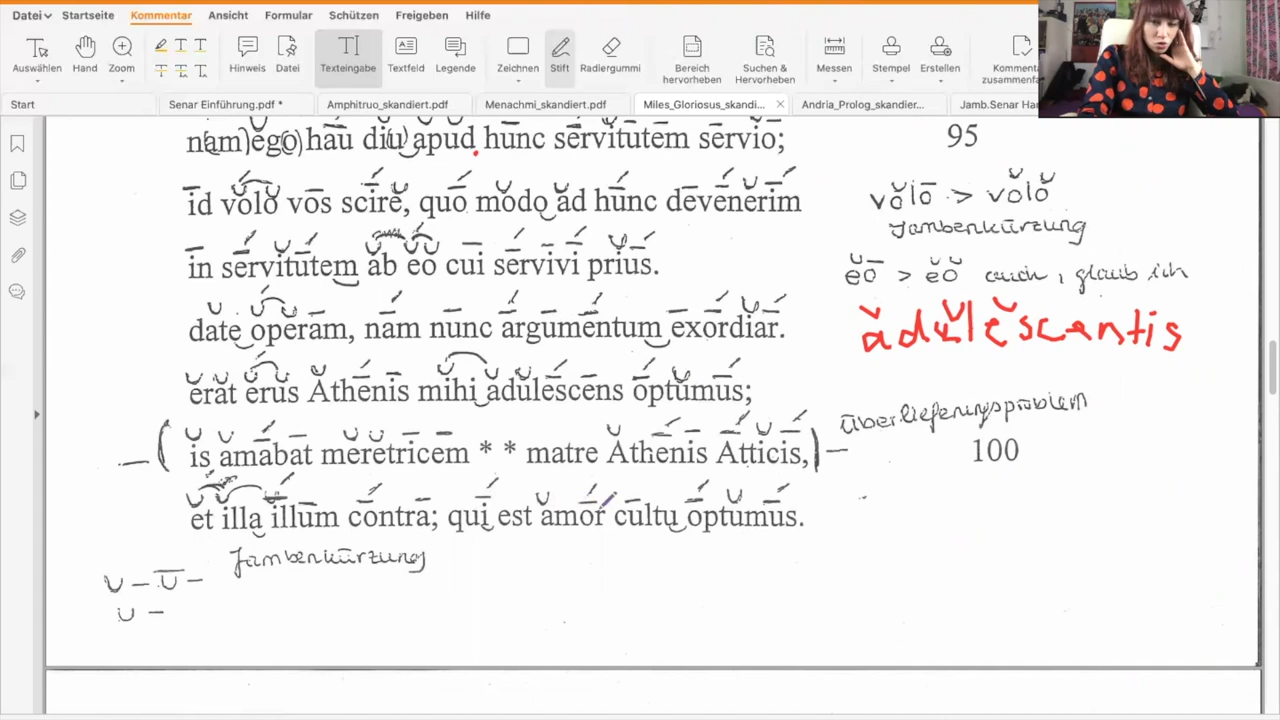 Datei Startseite Kommentar Ansicht Formular Schützen Freigeben Hilfe
Auswählen Hand Zoom Hinweis Datei Texteingabe Textfeld Legende Zeichnen Stift Radiergummi Bereich hervorheben Suchen & Hervorheben Messen Stempel Erstellen Kommenta zusammenfa
Start Senar Einführung.pdf * Amphitruo_skandiert.pdf Menachmi_skandiert.pdf Miles_Gloriosus_skandi... Andria_Prolog_skandier... Jamb.Senar Han
nam ego hau diu apud hunc servitutem servio; 95
id volo vos scire, quo modo ad hunc devenerim
volo > volo
Jambenkürzung
in servitutem ab eo cui servivi prius.
eo > eo auch, glaub ich
date operam, nam nunc argumentum exordiar.
adulescentis
erat erus Athenis mihi adulescens optumus;
Überlieferungsproblem
(is amabat meretricem * * matre Athenis Atticis,) 100
et illa illum contra; qui est amor cultu optumus.
Jambenkürzung